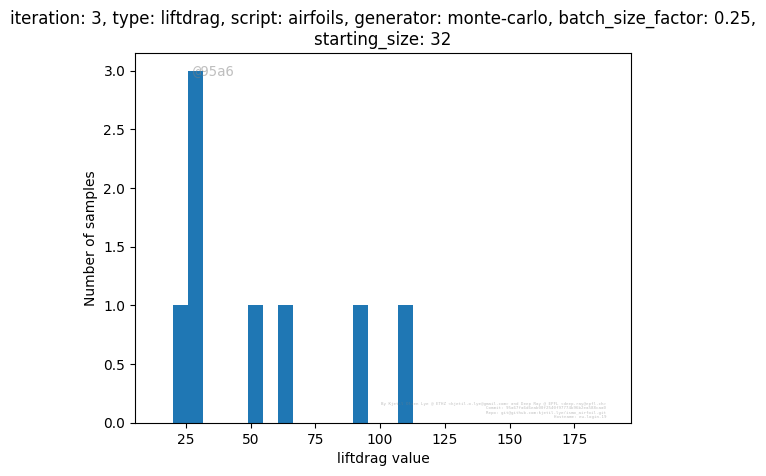 iteration: 3, type: liftdrag, script: airfoils, generator: monte-carlo, batch_size_factor: 0.25,
starting_size: 32
@95a6
3.0
2.5
2.0
1.5
1.0
0.5
0.0
Number of samples
25
50
75
100
125
150
175
liftdrag value